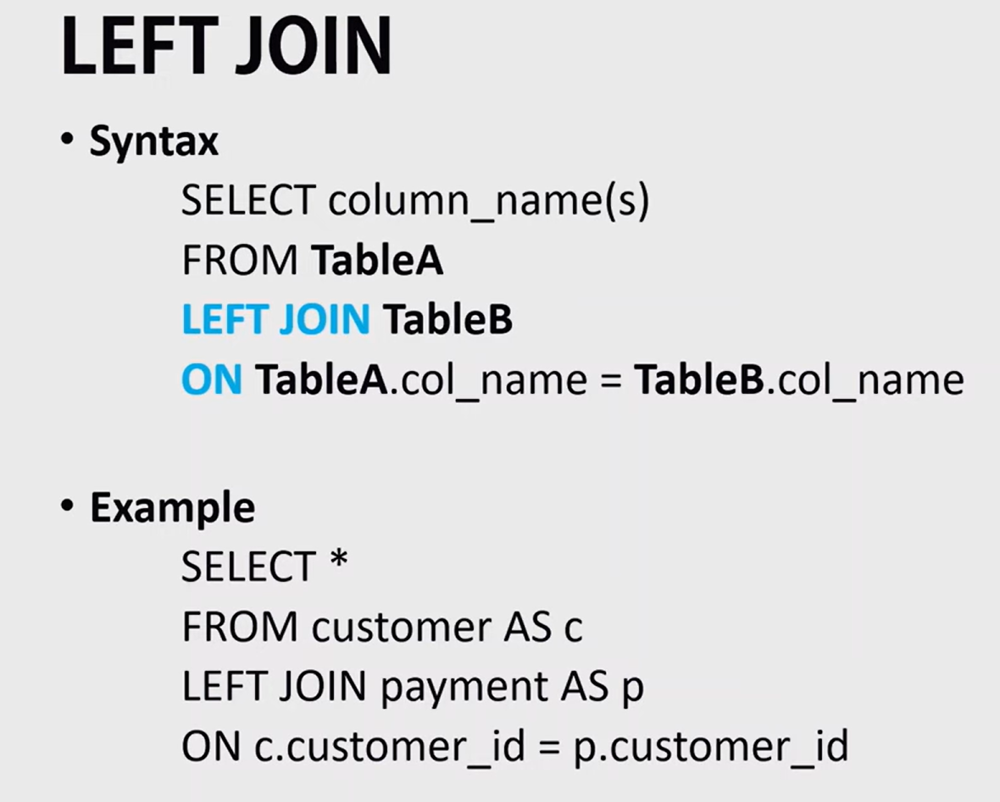 LEFT JOIN
• Syntax
SELECT column_name(s)
FROM TableA
LEFT JOIN TableB
ON TableA.col_name = TableB.col_name
• Example
SELECT *
FROM customer AS c
LEFT JOIN payment AS p
ON c.customer_id = p.customer_id